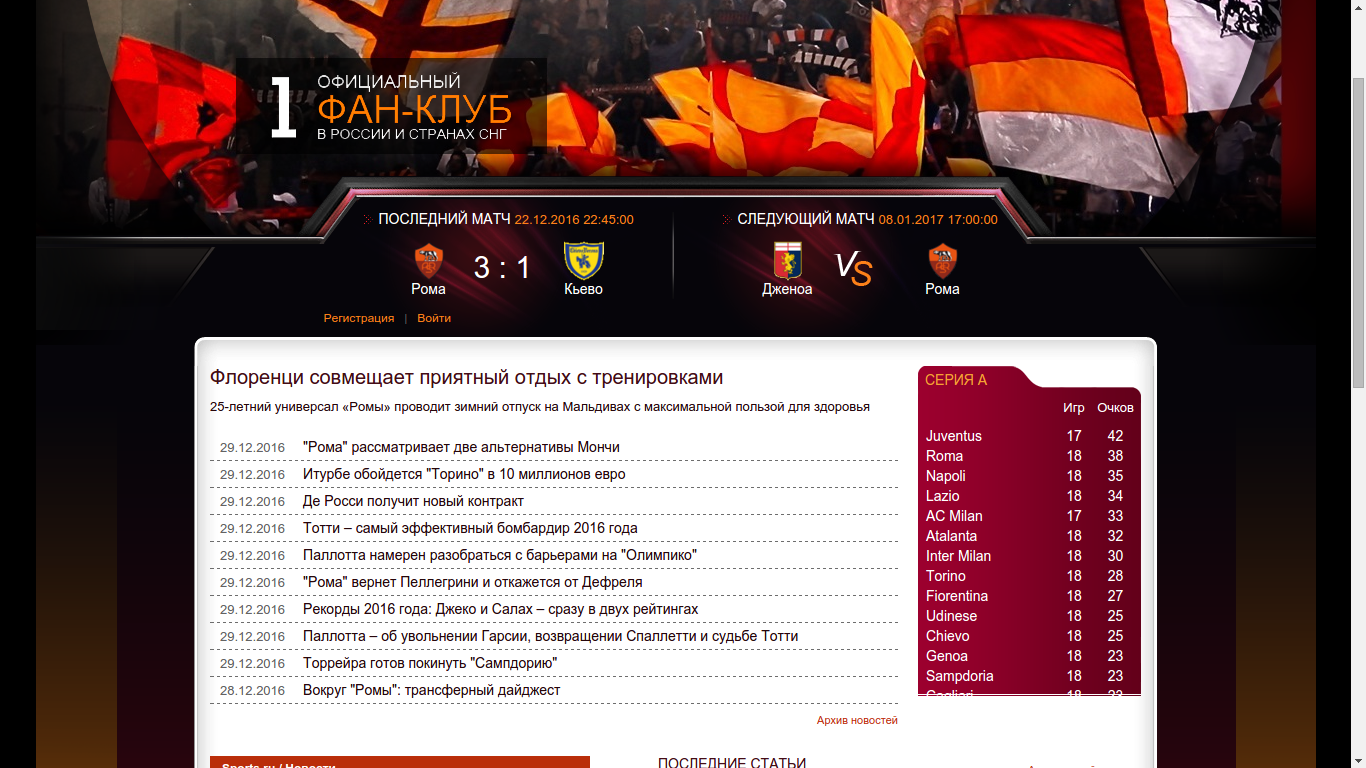 1
ОФИЦИАЛЬНЫЙ
ФАН-КЛУБ
В РОССИИ И СТРАНАХ СНГ
ПОСЛЕДНИЙ МАТЧ 22.12.2016 22:45:00
3 : 1
Рома
Кьево
СЛЕДУЮЩИЙ МАТЧ 08.01.2017 17:00:00
VS
Дженоа
Рома
Регистрация | Войти
Флоренци совмещает приятный отдых с тренировками
25-летний универсал «Ромы» проводит зимний отпуск на Мальдивах с максимальной пользой для здоровья
29.12.2016 "Рома" рассматривает две альтернативы Мончи
29.12.2016 Итурбе обойдется "Торино" в 10 миллионов евро
29.12.2016 Де Росси получит новый контракт
29.12.2016 Тотти – самый эффективный бомбардир 2016 года
29.12.2016 Паллотта намерен разобраться с барьерами на "Олимпико"
29.12.2016 "Рома" вернет Пеллегрини и откажется от Дефреля
29.12.2016 Рекорды 2016 года: Джеко и Салах – сразу в двух рейтингах
29.12.2016 Паллотта – об увольнении Гарсии, возвращении Спаллетти и судьбе Тотти
29.12.2016 Торрейра готов покинуть "Сампдорию"
28.12.2016 Вокруг "Ромы": трансферный дайджест
Архив новостей
СЕРИЯ А
Игр Очков
Juventus 17 42
Roma 18 38
Napoli 18 35
Lazio 18 34
AC Milan 17 33
Atalanta 18 32
Inter Milan 18 30
Torino 18 28
Fiorentina 18 27
Udinese 18 25
Chievo 18 25
Genoa 18 23
Sampdoria 18 23
Cagliari 18 23
Sports.ru / Новости
ПОСЛЕДНИЕ СТАТЬИ